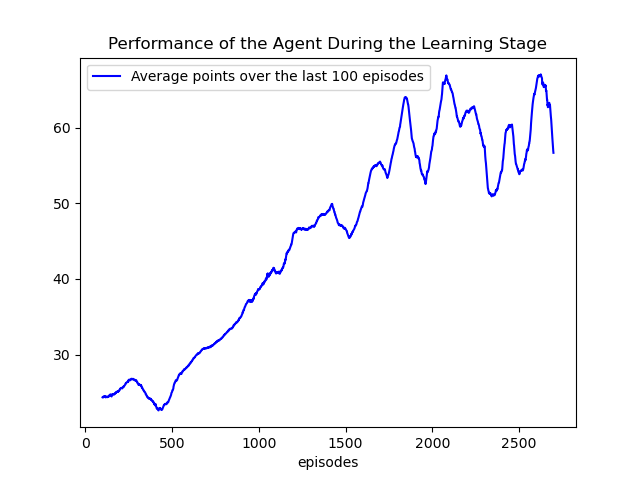 Performance of the Agent During the Learning Stage
Average points over the last 100 episodes
60
50
40
30
0 500 1000 1500 2000 2500
episodes